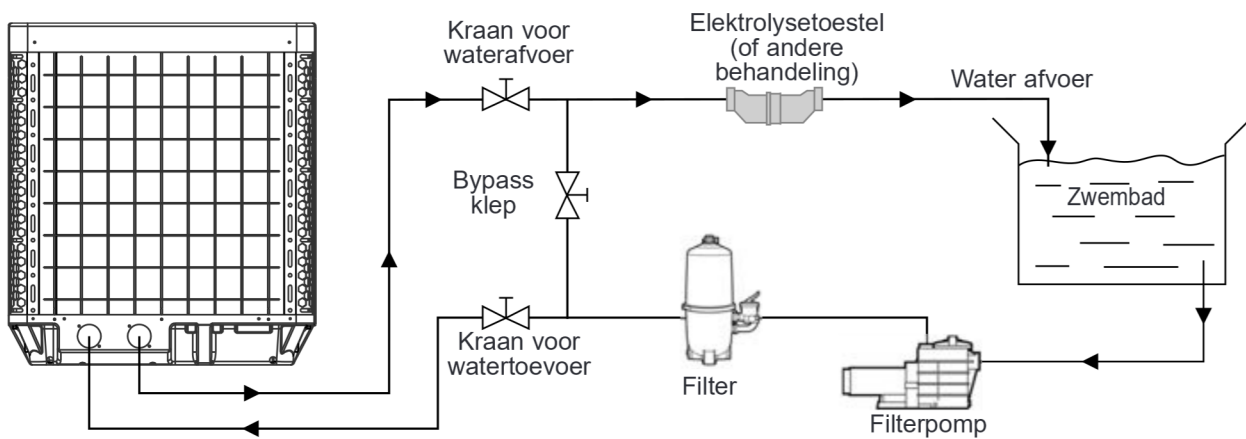 Kraan voor
waterafvoer
Elektrolysetoestel
(of andere
behandeling)
Water afvoer
Bypass
klep
Zwembad
Kraan voor
watertoevoer
Filter
Filterpomp